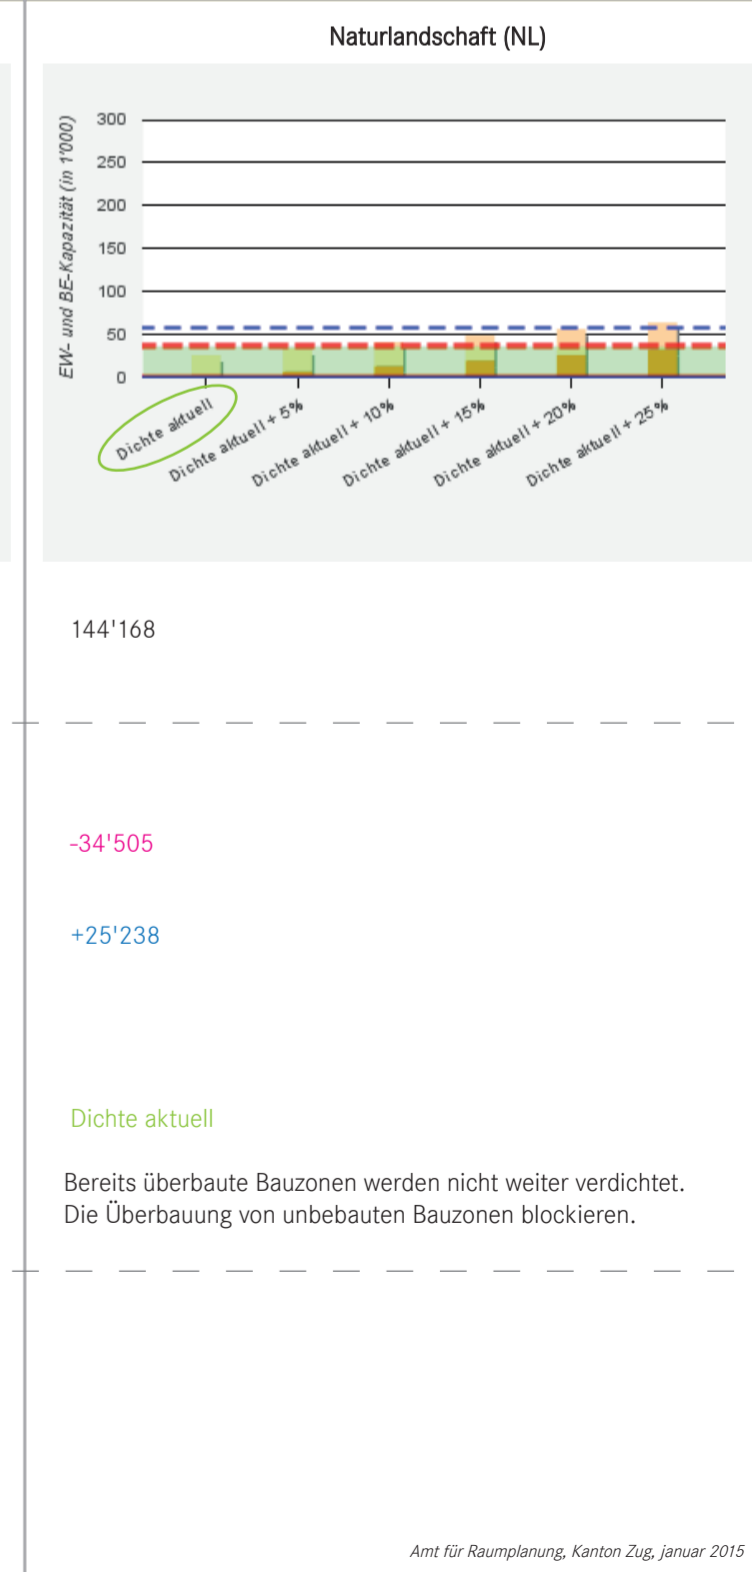 Naturlandschaft (NL)
EW- und BE-Kapazität (in 1'000)
300
250
200
150
100
50
0
Dichte aktuell
Dichte aktuell + 5%
Dichte aktuell + 10%
Dichte aktuell + 15%
Dichte aktuell + 20%
Dichte aktuell + 25%
144'168
-34'505
+25'238
Dichte aktuell
Bereits überbaute Bauzonen werden nicht weiter verdichtet.
Die Überbauung von unbebauten Bauzonen blockieren.
Amt für Raumplanung, Kanton Zug, januar 2015